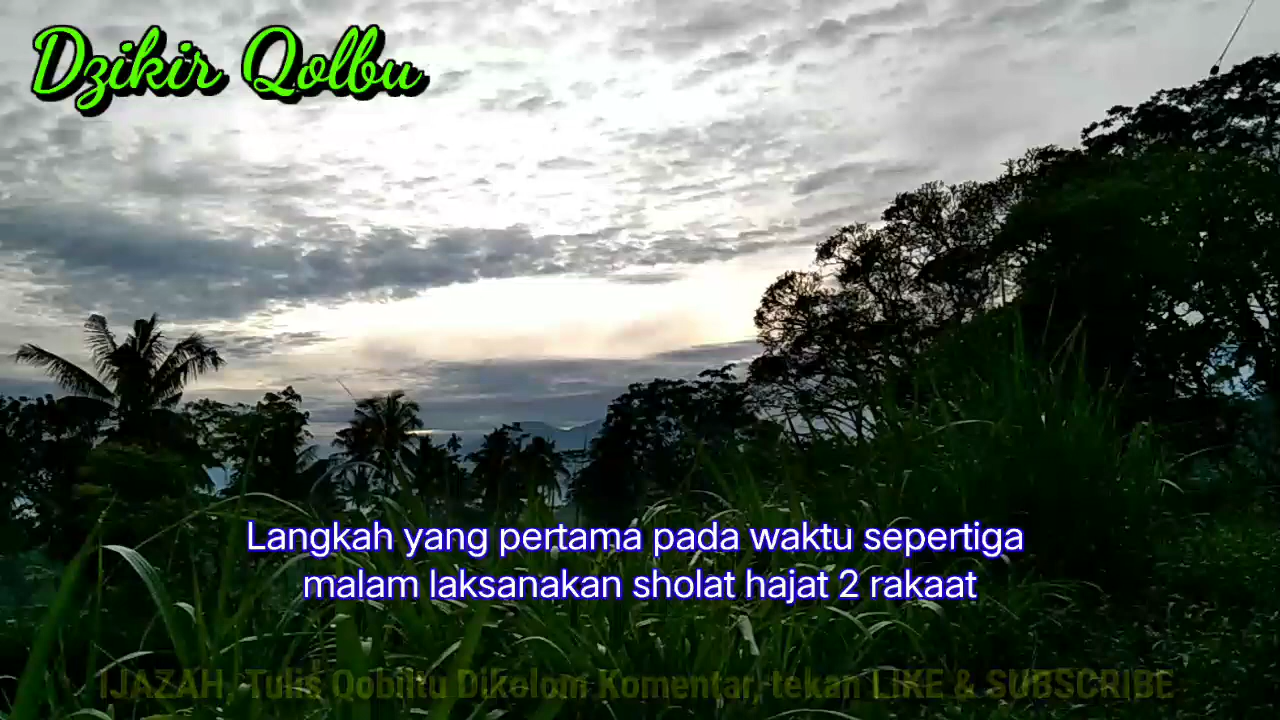 Dzikir Qolbu
Langkah yang pertama pada waktu sepertiga
malam laksanakan sholat hajat 2 rakaat
IJAZAH, Tulis Qobiltu Dikolom Komentar, tekan LIKE & SUBSCRIBE